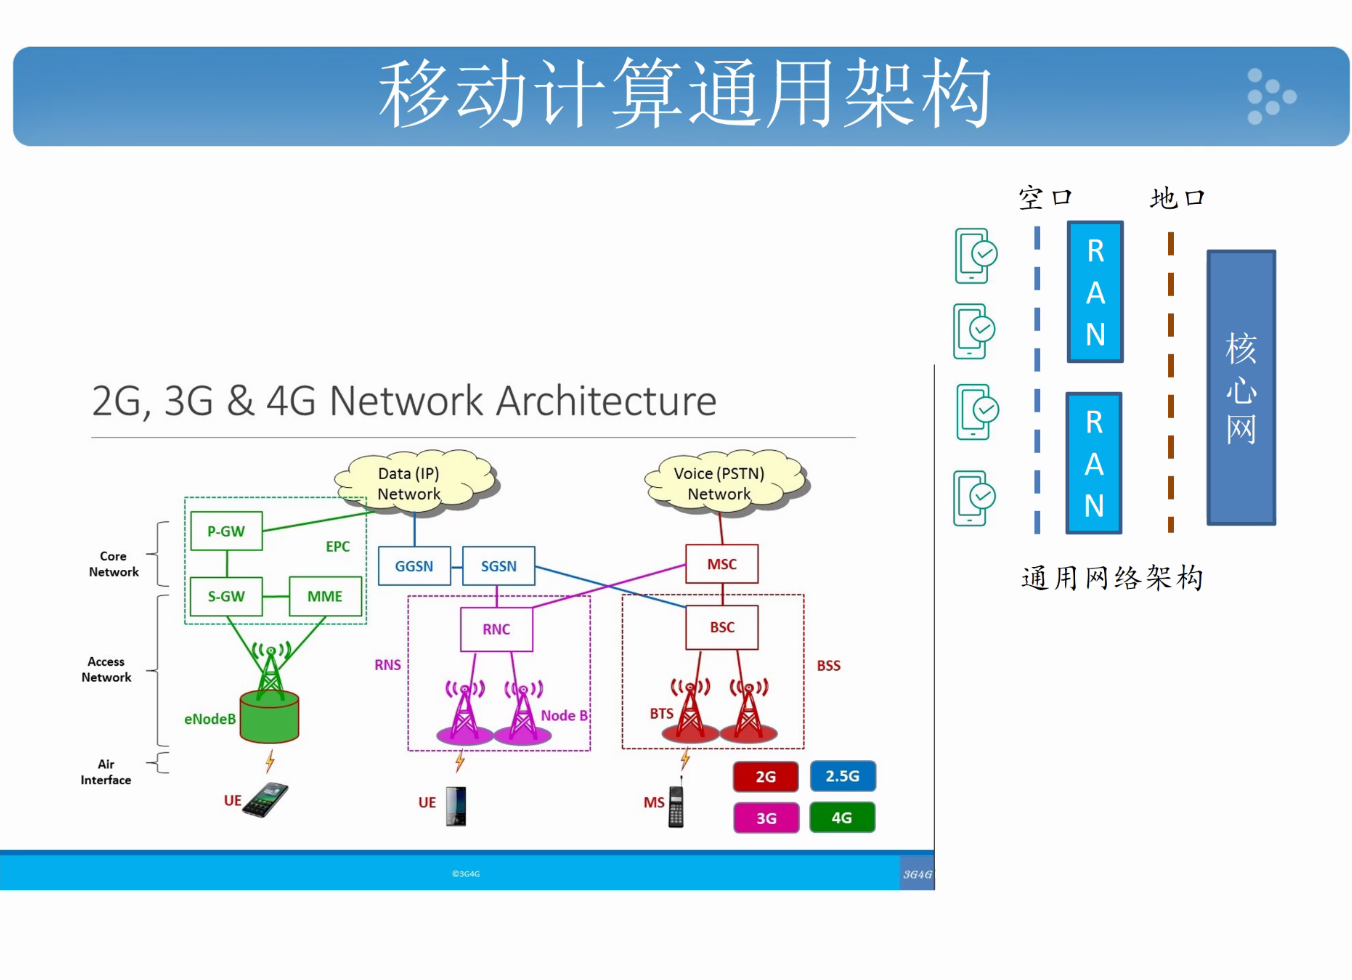 移动计算通用架构
空口
地口
R
A
N
R
A
N
核
心
网
通用网络架构
2G, 3G & 4G Network Architecture
Data (IP)
Network
Voice (PSTN)
Network
P-GW
EPC
GGSN
SGSN
MSC
Core
Network
S-GW
MME
RNC
BSC
RNS
BSS
Access
Network
eNodeB
Node B
BTS
Air
Interface
UE
UE
MS
2G
2.5G
3G
4G
©3G4G
3G4G